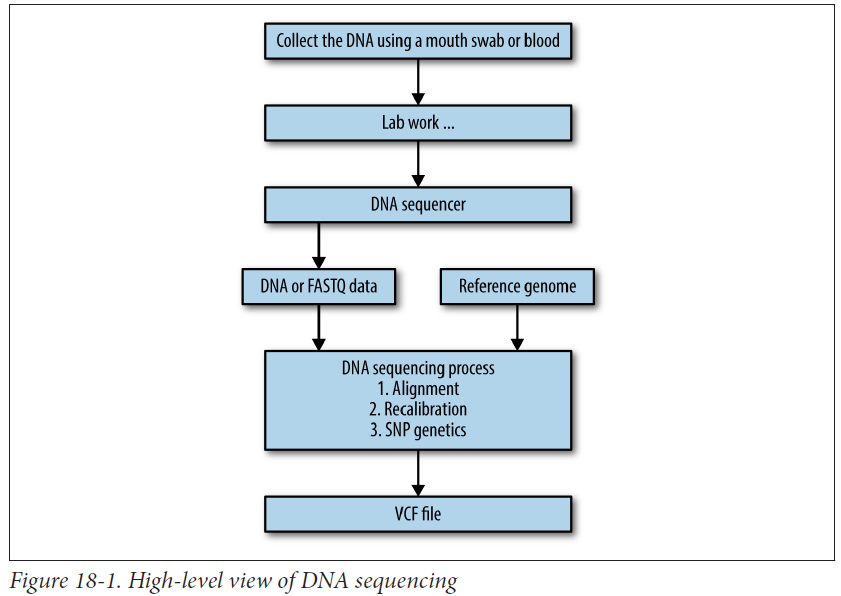 Collect the DNA using a mouth swab or blood
Lab work ...
DNA sequencer
DNA or FASTQ data
Reference genome
DNA sequencing process
1. Alignment
2. Recalibration
3. SNP genetics
VCF file
Figure 18-1. High-level view of DNA sequencing